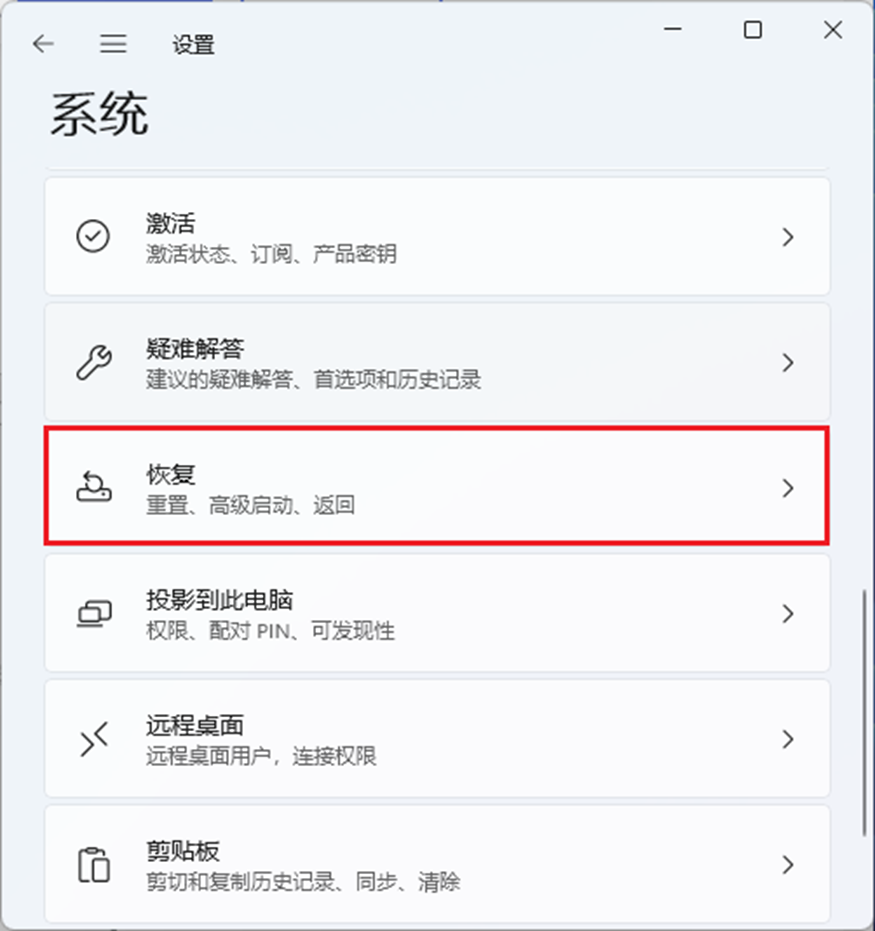 设置
系统
激活
激活状态、订阅、产品密钥
疑难解答
建议的疑难解答、首选项和历史记录
恢复
重置、高级启动、返回
投影到此电脑
权限、配对 PIN、可发现性
远程桌面
远程桌面用户，连接权限
剪贴板
剪切和复制历史记录、同步、清除